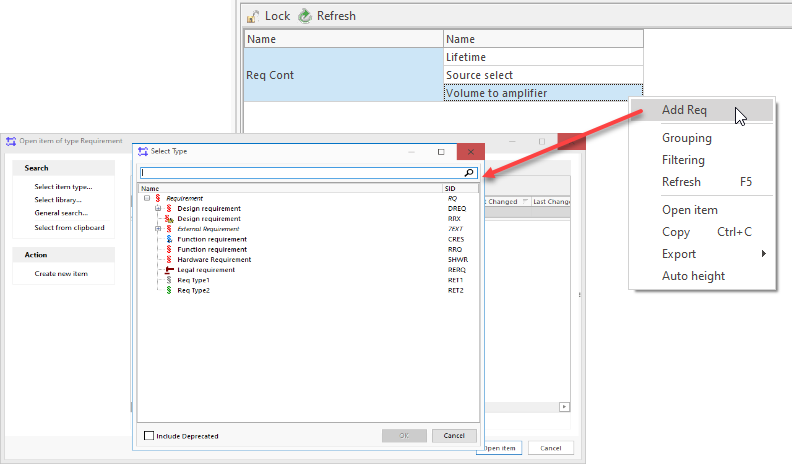 Lock Refresh
Name Name
Req Cont
Lifetime
Source select
Volume to amplifier
Add Req
Grouping
Filtering
Refresh F5
Open item
Copy Ctrl+C
Export
Auto height
Open item of type Requirement
Search
Select item type...
Select library...
General search...
Select from clipboard
Action
Create new item
Changed Last Change
Open item Cancel
Select Type
Name SID
Requirement RQ
Design requirement DREQ
Design requirement RRX
External Requirement ZEXT
Function requirement CRES
Function requirement RRQ
Hardware Requirement SHWR
Legal requirement RERQ
Req Type1 RET1
Req Type2 RET2
Include Deprecated
OK Cancel